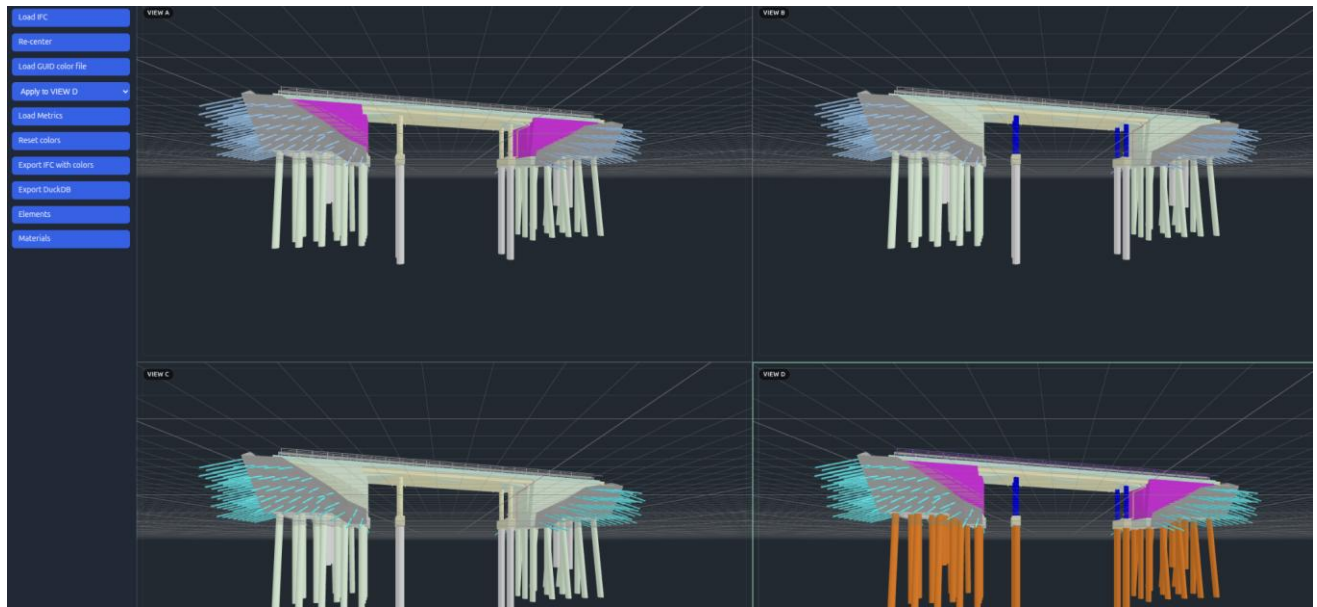 Load IFC
Re-center
Load GUID color file
Apply to VIEW D
Load Metrics
Reset colors
Export IFC with colors
Export DuckDB
Elements
Materials
VIEW A
VIEW B
VIEW C
VIEW D